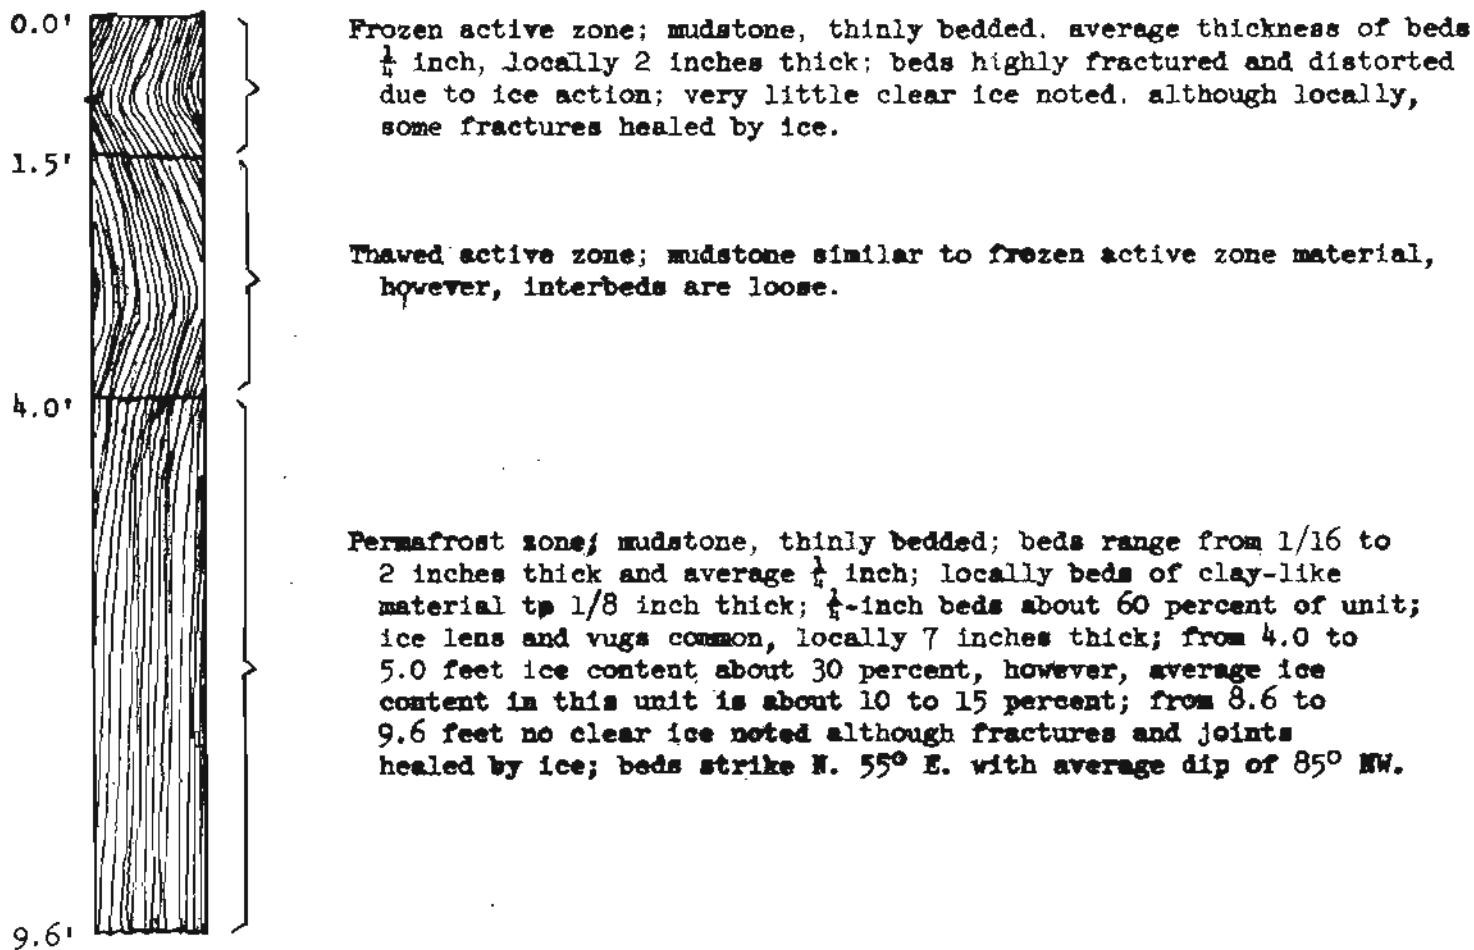 0.0'
Frozen active zone; mudstone, thinly bedded. average thickness of beds
¼ inch, locally 2 inches thick; beds highly fractured and distorted
due to ice action; very little clear ice noted. although locally,
some fractures healed by ice.
1.5'
Thawed active zone; mudstone similar to frozen active zone material,
however, interbeds are loose.
4.0'
Permafrost zone; mudstone, thinly bedded; beds range from 1/16 to
2 inches thick and average ¼ inch; locally beds of clay-like
material tp 1/8 inch thick; ¼-inch beds about 60 percent of unit;
ice lens and vugs common, locally 7 inches thick; from 4.0 to
5.0 feet ice content about 30 percent, however, average ice
content in this unit is about 10 to 15 percent; from 8.6 to
9.6 feet no clear ice noted although fractures and joints
healed by ice; beds strike N. 55° E. with average dip of 85° NW.
9.6'